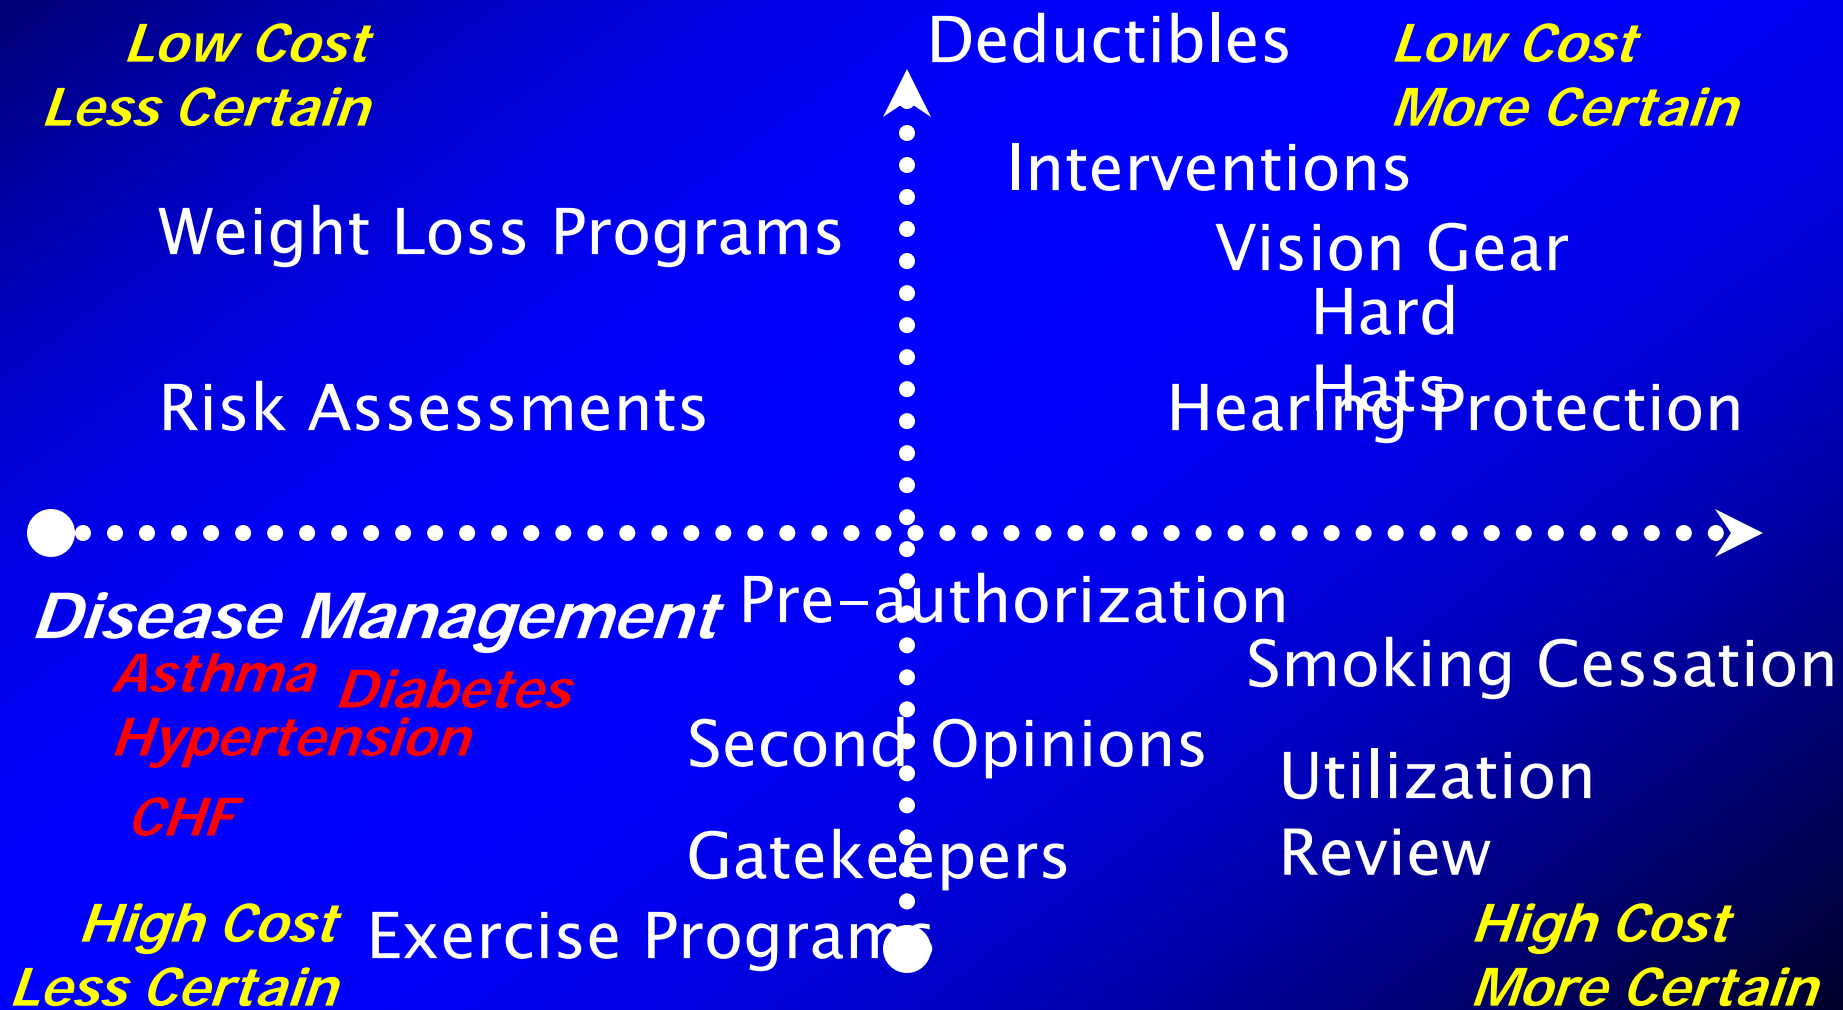 Low Cost
Less Certain
Deductibles
Low Cost
More Certain
Interventions
Weight Loss Programs
Vision Gear
Hard
Hats
Risk Assessments
Hearing Protection
Disease Management
Pre-authorization
Asthma
Diabetes
Smoking Cessation
Hypertension
Second Opinions
Utilization
Review
CHF
Gatekeepers
High Cost
Less Certain
Exercise Programs
High Cost
More Certain